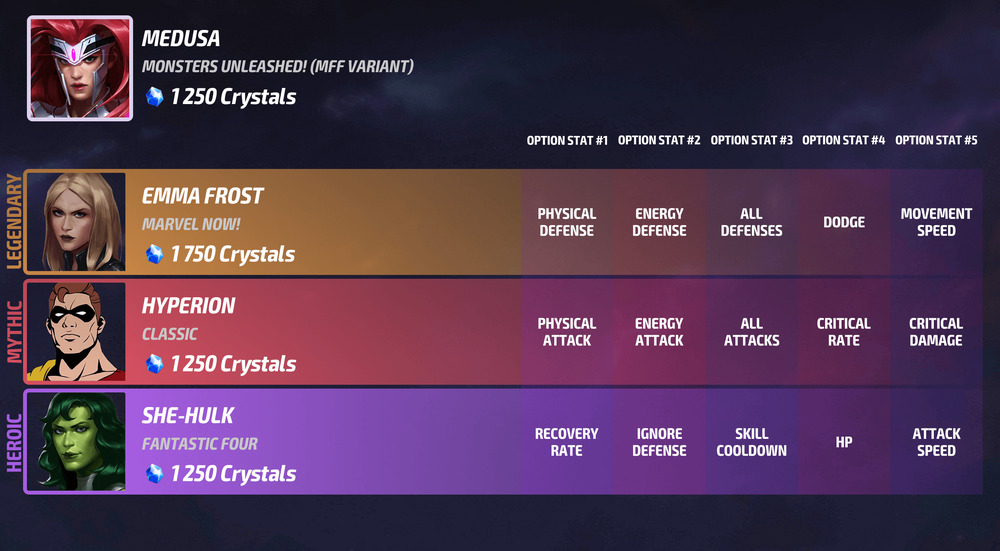 MEDUSA
MONSTERS UNLEASHED! (MFF VARIANT)
1 250 Crystals
OPTION STAT #1 OPTION STAT #2 OPTION STAT #3 OPTION STAT #4 OPTION STAT #5
LEGENDARY
EMMA FROST
MARVEL NOW!
1 750 Crystals
PHYSICAL
DEFENSE
ENERGY
DEFENSE
ALL
DEFENSES
DODGE
MOVEMENT
SPEED
MYTHIC
HYPERION
CLASSIC
1 250 Crystals
PHYSICAL
ATTACK
ENERGY
ATTACK
ALL
ATTACKS
CRITICAL
RATE
CRITICAL
DAMAGE
HEROIC
SHE-HULK
FANTASTIC FOUR
1 250 Crystals
RECOVERY
RATE
IGNORE
DEFENSE
SKILL
COOLDOWN
HP
ATTACK
SPEED